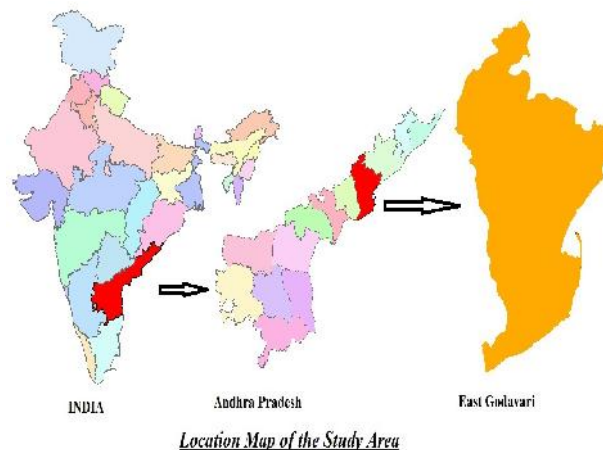 INDIA
Andhra Pradesh
East Godavari
Location Map of the Study Area